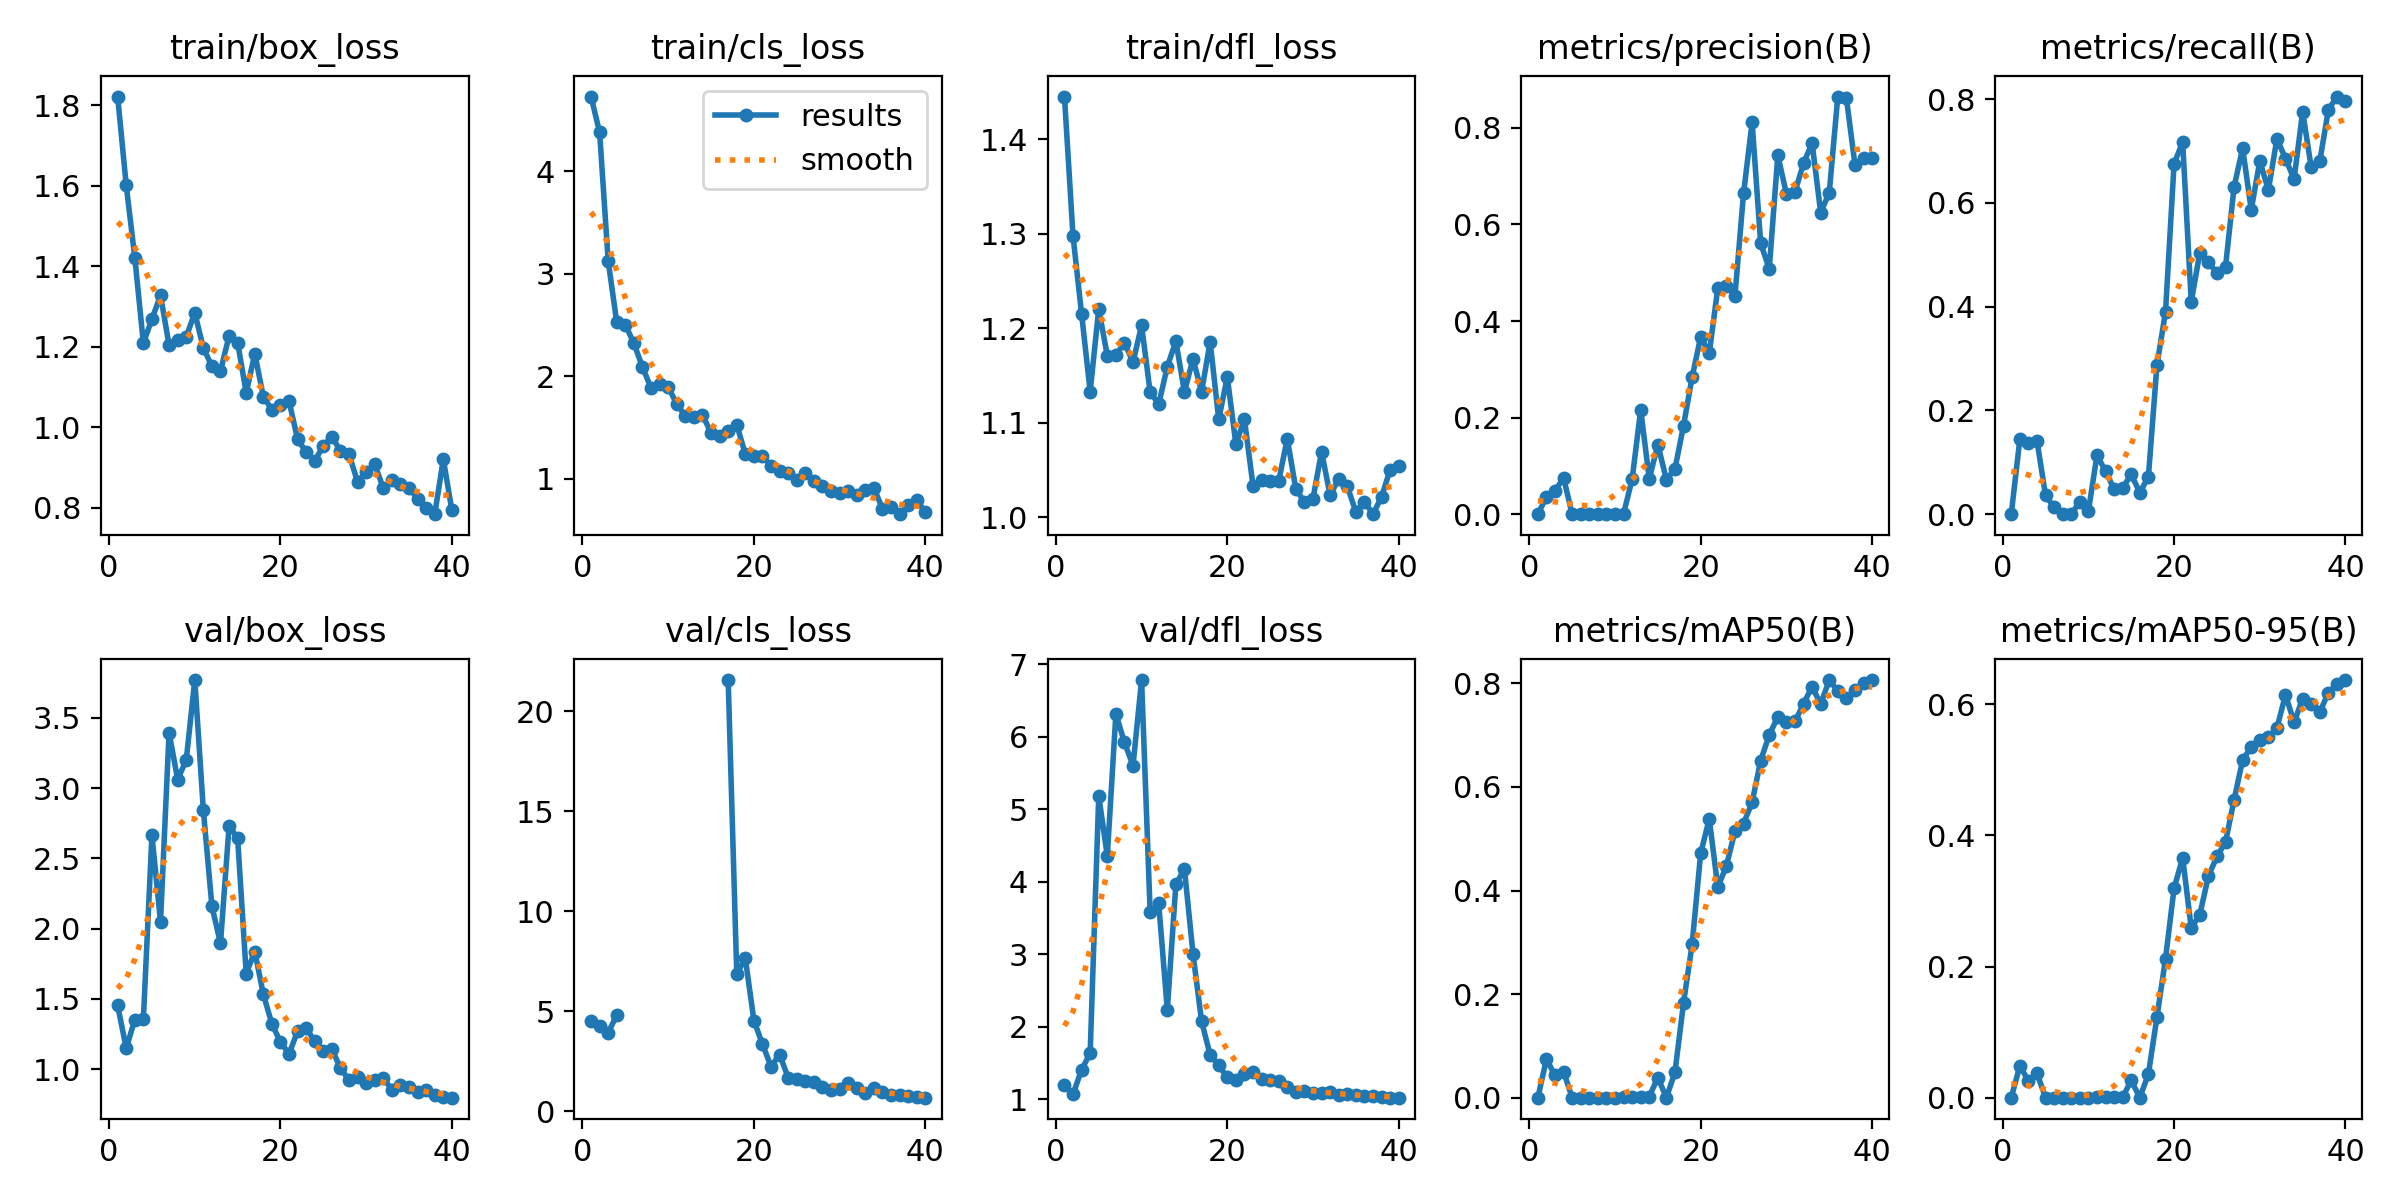 train/box_loss
1.8
1.6
1.4
1.2
1.0
0.8
0 20 40
train/cls_loss
results
smooth
4
3
2
1
0 20 40
train/dfl_loss
1.4
1.3
1.2
1.1
1.0
0 20 40
metrics/precision(B)
0.8
0.6
0.4
0.2
0.0
0 20 40
metrics/recall(B)
0.8
0.6
0.4
0.2
0.0
0 20 40
val/box_loss
3.5
3.0
2.5
2.0
1.5
1.0
0 20 40
val/cls_loss
20
15
10
5
0
0 20 40
val/dfl_loss
7
6
5
4
3
2
1
0 20 40
metrics/mAP50(B)
0.8
0.6
0.4
0.2
0.0
0 20 40
metrics/mAP50-95(B)
0.6
0.4
0.2
0.0
0 20 40